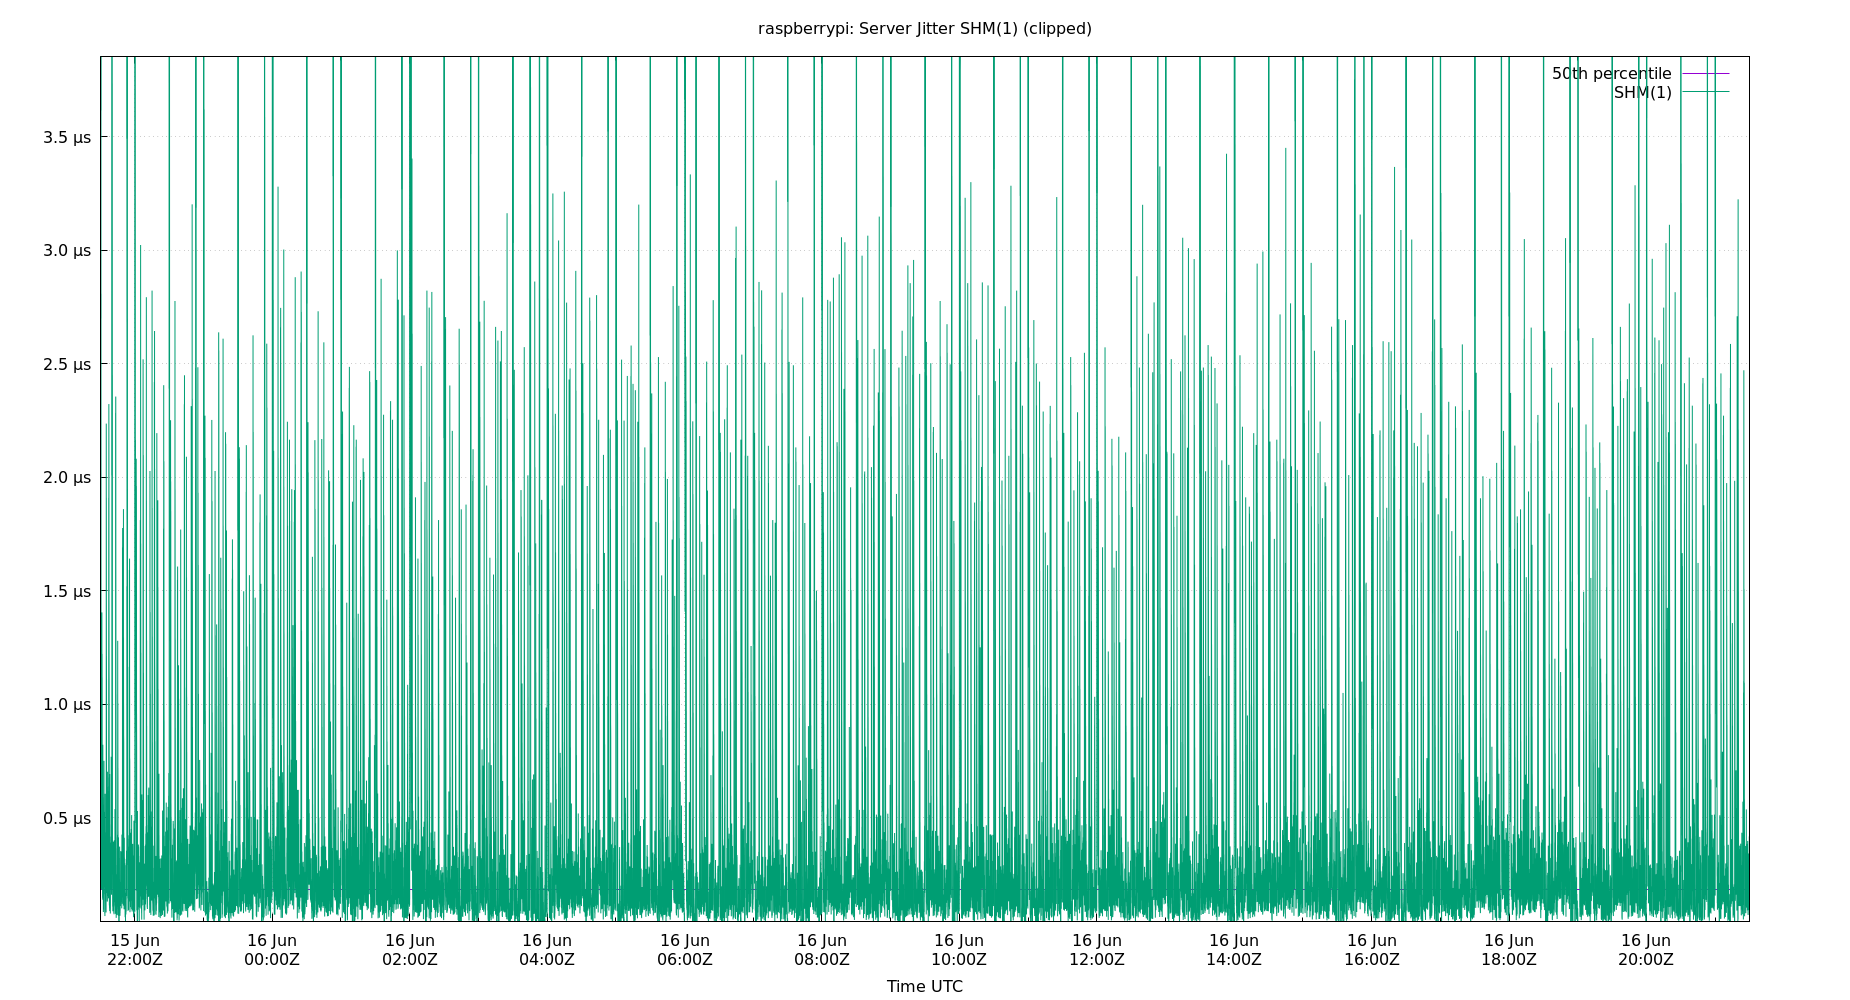 raspberrypi: Server Jitter SHM(1) (clipped)
50th percentile
SHM(1)
3.5 µs
3.0 µs
2.5 µs
2.0 µs
1.5 µs
1.0 µs
0.5 µs
15 Jun 16 Jun 16 Jun 16 Jun 16 Jun 16 Jun 16 Jun 16 Jun 16 Jun 16 Jun 16 Jun 16 Jun
22:00Z 00:00Z 02:00Z 04:00Z 06:00Z 08:00Z 10:00Z 12:00Z 14:00Z 16:00Z 18:00Z 20:00Z
Time UTC